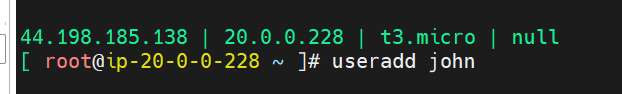 44.198.185.138 | 20.0.0.228 | t3.micro | null
[ root@ip-20-0-0-228 ~ ]# useradd john